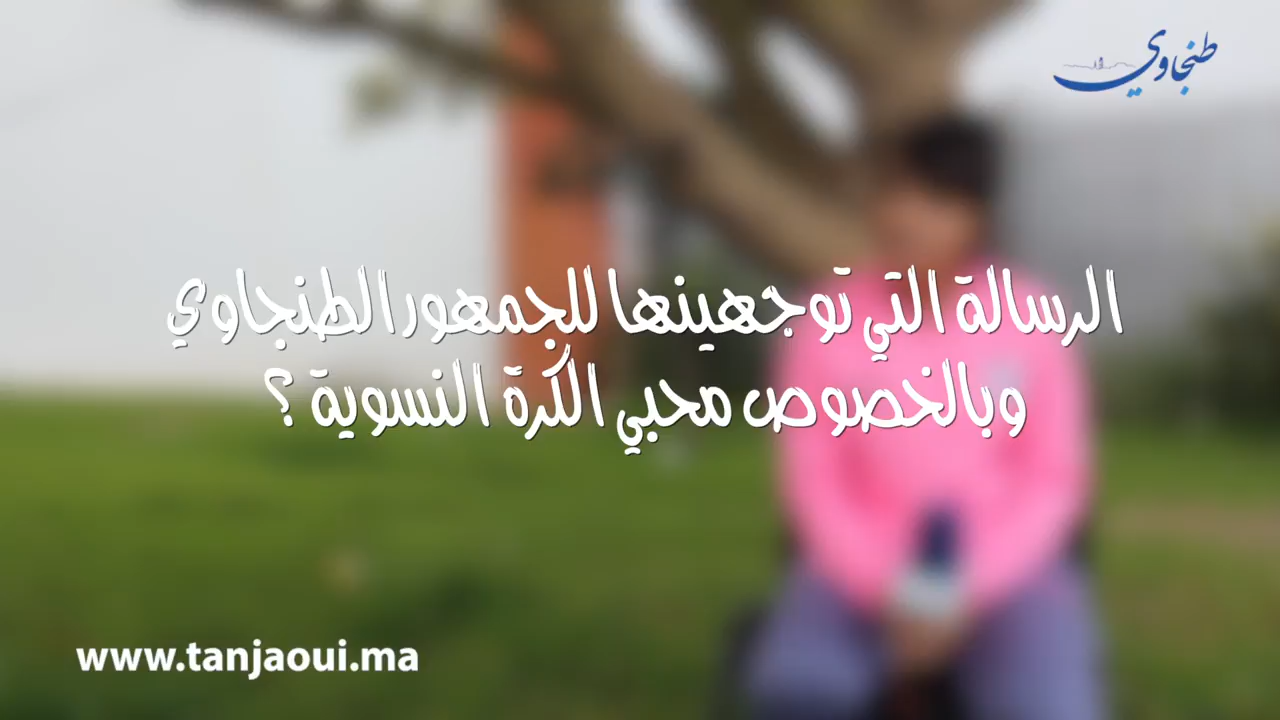 طنجاوي
الرسالة التي توجهينها للجمهور الطنجاوي
وبالخصوص محبي الكرة النسوية ؟
www.tanjaoui.ma